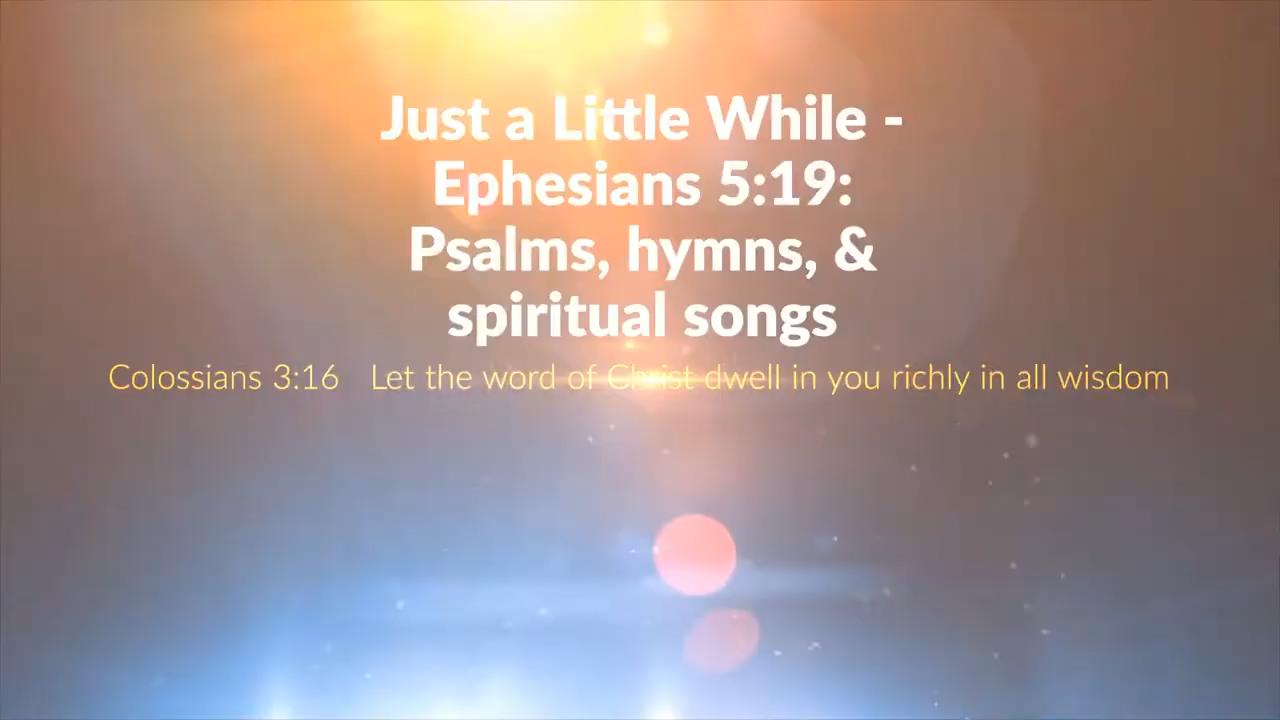 Just a Little While -
Ephesians 5:19:
Psalms, hymns, &
spiritual songs
Colossians 3:16 Let the word of Christ dwell in you richly in all wisdom